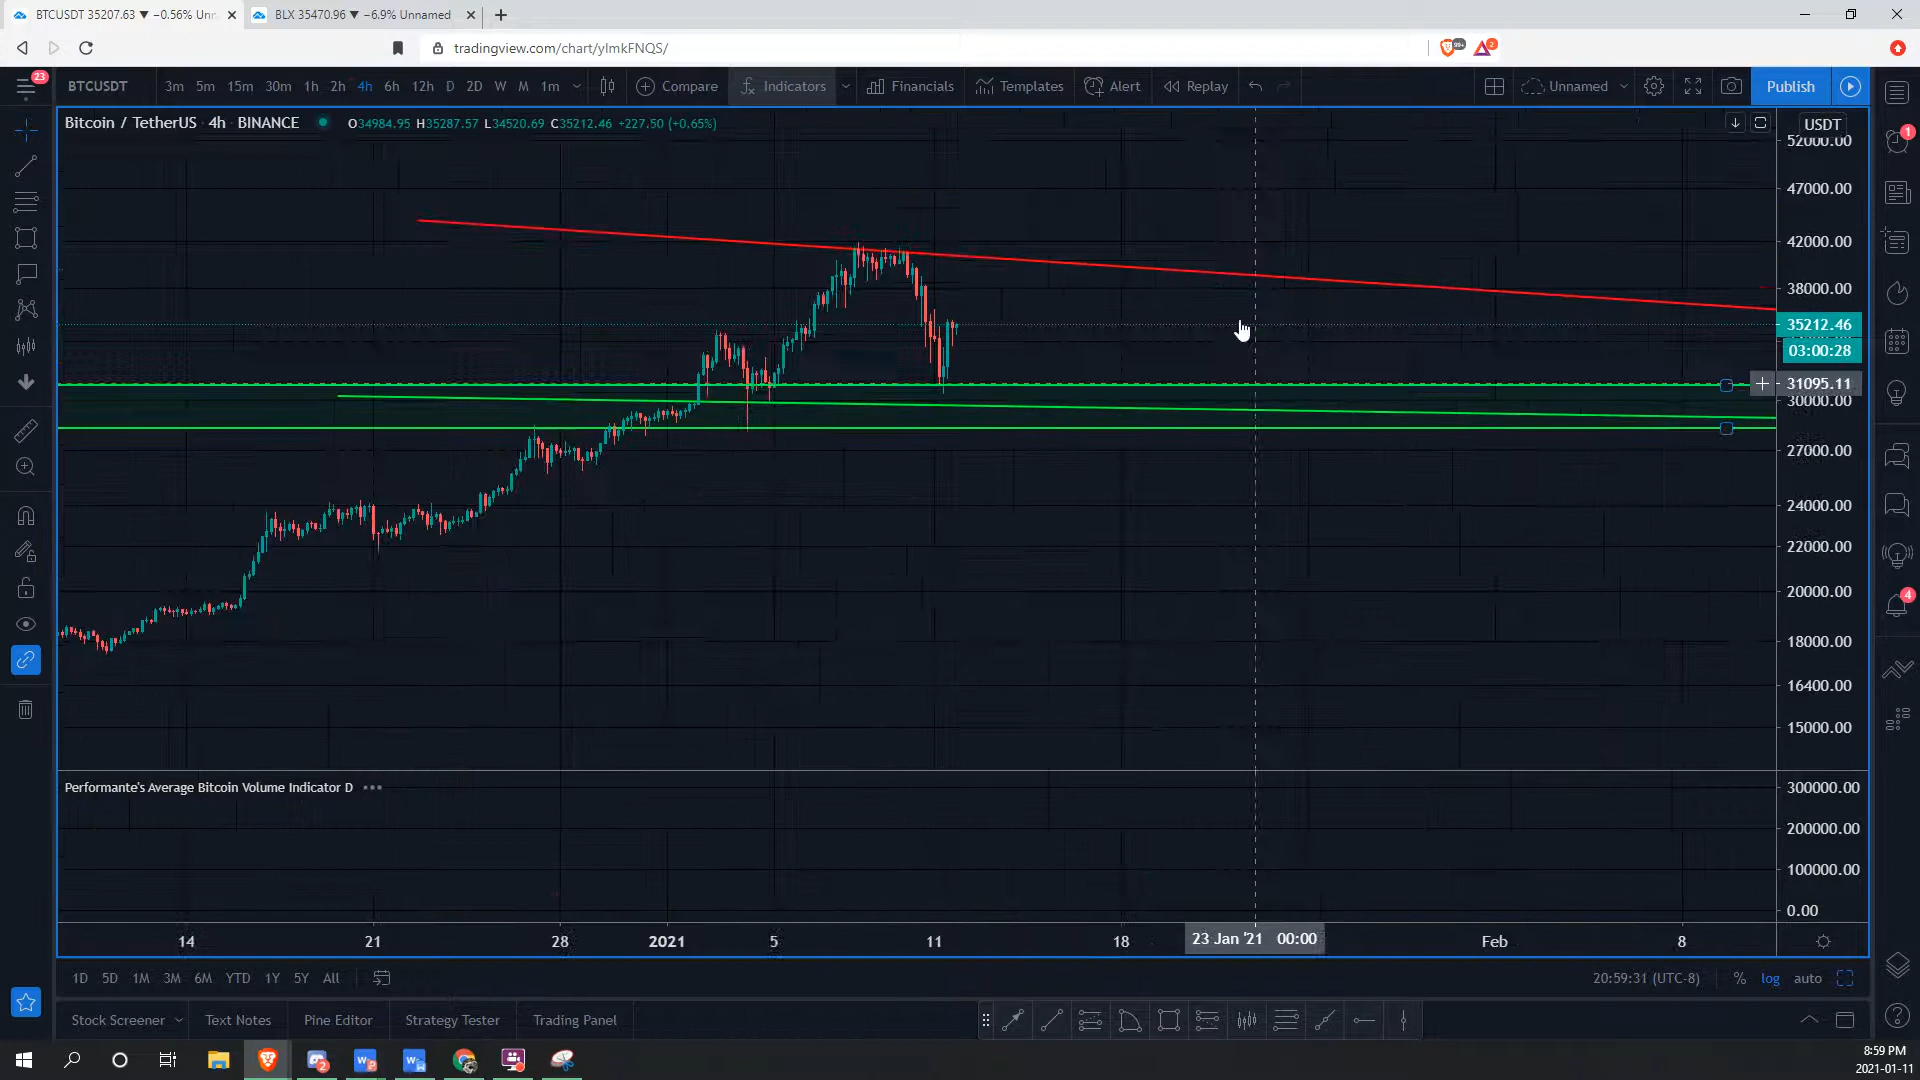 BTCUSDT 35207.63 ▼ −0.56% Unn
BLX 35470.96 ▼ −6.9% Unnamed
tradingview.com/chart/yImkFNQS/
99+
2
23
BTCUSDT 3m 5m 15m 30m 1h 2h 4h 6h 12h D 2D W M 1m Compare Indicators Financials Templates Alert Replay Unnamed Publish
Bitcoin / TetherUS 4h BINANCE O34984.95 H35287.57 L34520.69 C35212.46 +227.50 (+0.65%)
USDT
1
52000.00
47000.00
42000.00
38000.00
35212.46
03:00:28
31095.11
30000.00
27000.00
24000.00
22000.00
4
20000.00
18000.00
16400.00
15000.00
Performante's Average Bitcoin Volume Indicator D
300000.00
200000.00
100000.00
0.00
14 21 28 2021 5 11 18 23 Jan '21 00:00 Feb 8
1D 5D 1M 3M 6M YTD 1Y 5Y All 20:59:31 (UTC-8) % log auto
Stock Screener Text Notes Pine Editor Strategy Tester Trading Panel
8:59 PM
2021-01-11